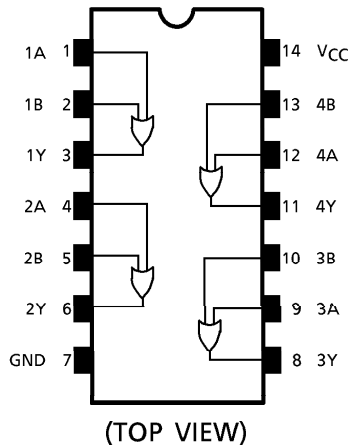 1A 1 14 VCC
1B 2 13 4B
1Y 3 12 4A
2A 4 11 4Y
2B 5 10 3B
2Y 6 9 3A
GND 7 8 3Y
(TOP VIEW)